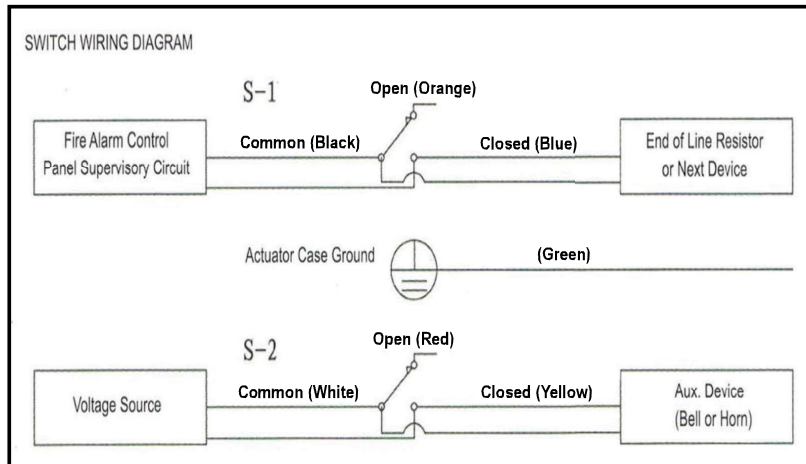 SWITCH WIRING DIAGRAM
S-1
Open (Orange)
Fire Alarm Control
Panel Supervisory Circuit
Common (Black)
Closed (Blue)
End of Line Resistor
or Next Device
Actuator Case Ground
(Green)
S-2
Open (Red)
Voltage Source
Common (White)
Closed (Yellow)
Aux. Device
(Bell or Horn)